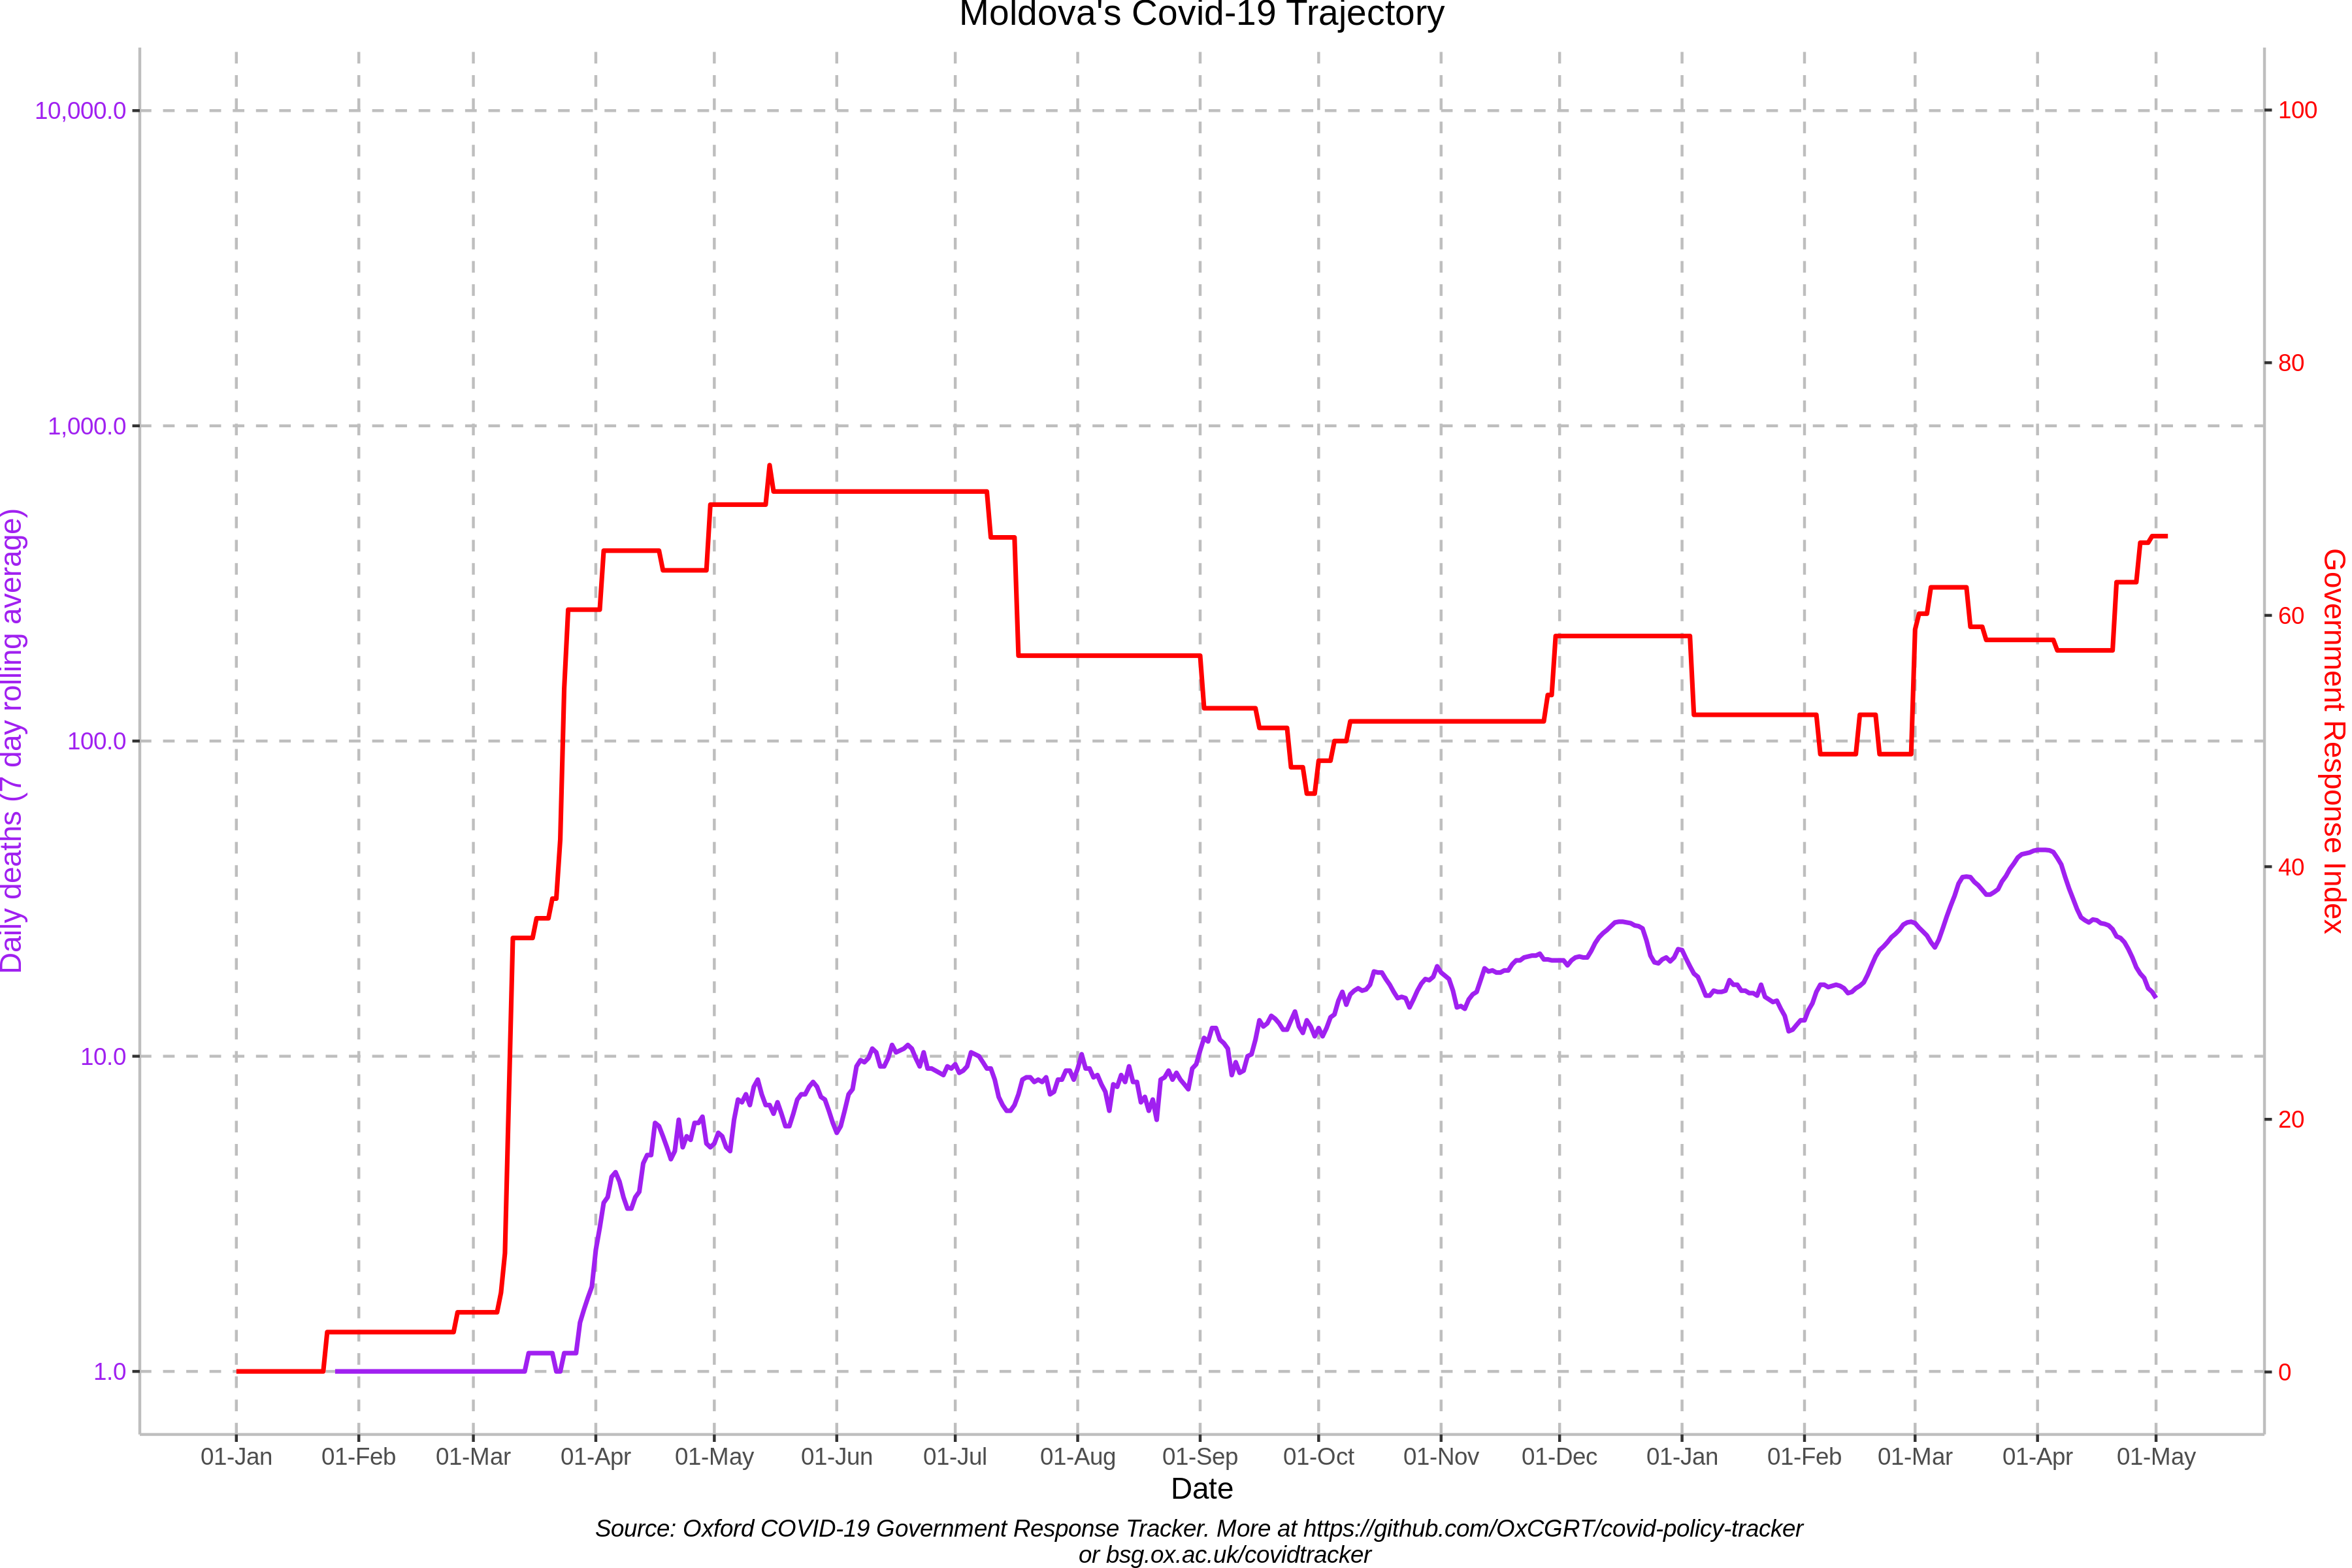 Moldova's Covid-19 Trajectory
10,000.0
1,000.0
100.0
10.0
1.0
Daily deaths (7 day rolling average)
100
80
60
40
20
0
Government Response Index
01-Jan 01-Feb 01-Mar 01-Apr 01-May 01-Jun 01-Jul 01-Aug 01-Sep 01-Oct 01-Nov 01-Dec 01-Jan 01-Feb 01-Mar 01-Apr 01-May
Date
Source: Oxford COVID-19 Government Response Tracker. More at https://github.com/OxCGRT/covid-policy-tracker
or bsg.ox.ac.uk/covidtracker